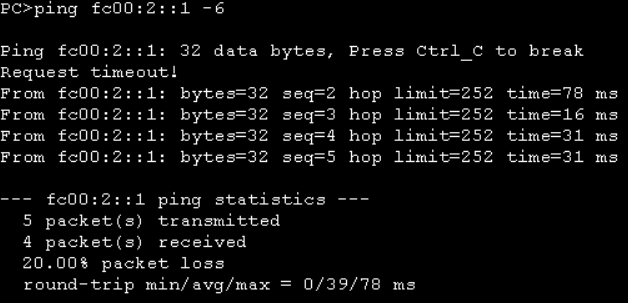 PC>ping fc00:2::1 -6
Ping fc00:2::1: 32 data bytes, Press Ctrl_C to break
Request timeout!
From fc00:2::1: bytes=32 seq=2 hop limit=252 time=78 ms
From fc00:2::1: bytes=32 seq=3 hop limit=252 time=16 ms
From fc00:2::1: bytes=32 seq=4 hop limit=252 time=31 ms
From fc00:2::1: bytes=32 seq=5 hop limit=252 time=31 ms
--- fc00:2::1 ping statistics ---
5 packet(s) transmitted
4 packet(s) received
20.00% packet loss
round-trip min/avg/max = 0/39/78 ms